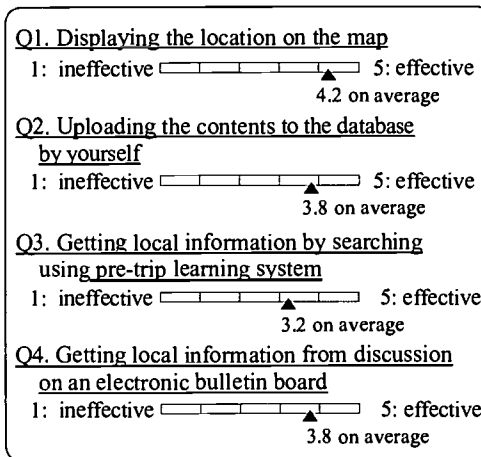 Q1. Displaying the location on the map
1: ineffective 5: effective
4.2 on average
Q2. Uploading the contents to the database
by yourself
1: ineffective 5: effective
3.8 on average
Q3. Getting local information by searching
using pre-trip learning system
1: ineffective 5: effective
3.2 on average
Q4. Getting local information from discussion
on an electronic bulletin board
1: ineffective 5: effective
3.8 on average